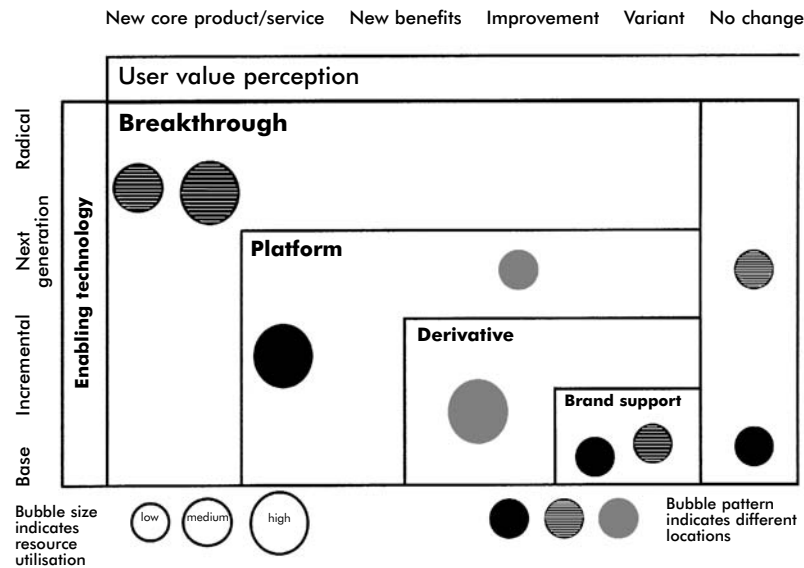 New core product/service New benefits Improvement Variant No change
User value perception
Radical
Next
generation
Incremental
Base
Enabling technology
Breakthrough
Platform
Derivative
Brand support
Bubble size
indicates
resource
utilisation
low
medium
high
Bubble pattern
indicates different
locations